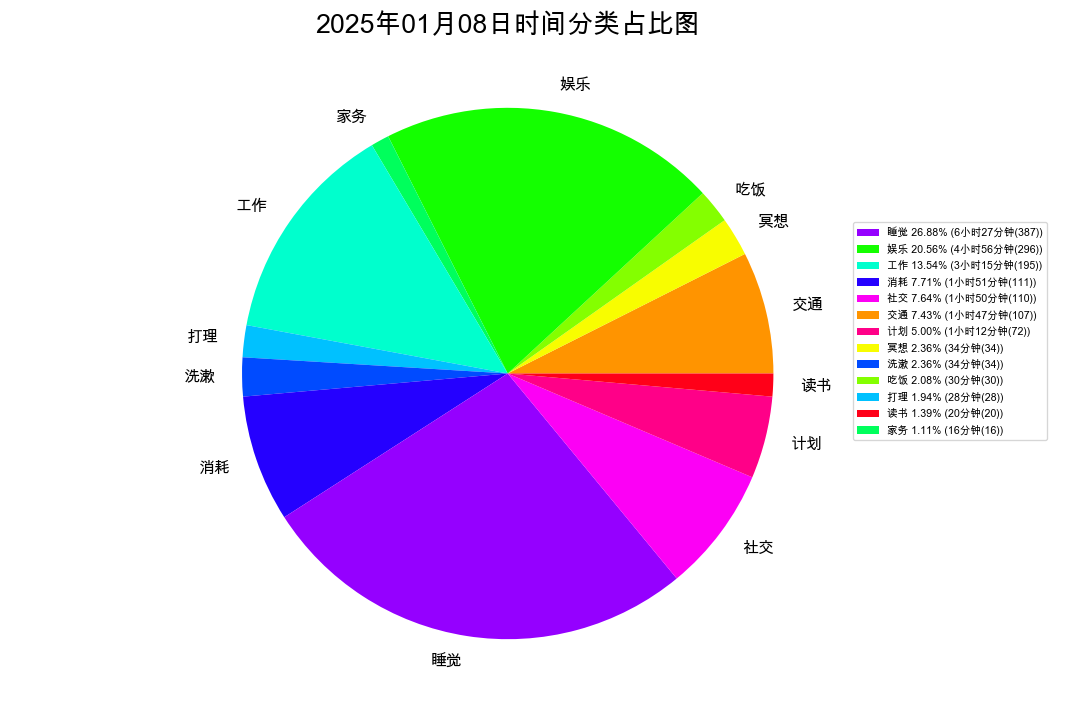 2025年01月08日时间分类占比图
娱乐
家务
吃饭
工作
冥想
交通
打理
洗漱
读书
计划
消耗
社交
睡觉
睡觉 26.88% (6小时27分钟(387))
娱乐 20.56% (4小时56分钟(296))
工作 13.54% (3小时15分钟(195))
消耗 7.71% (1小时51分钟(111))
社交 7.64% (1小时50分钟(110))
交通 7.43% (1小时47分钟(107))
计划 5.00% (1小时12分钟(72))
冥想 2.36% (34分钟(34))
洗漱 2.36% (34分钟(34))
吃饭 2.08% (30分钟(30))
打理 1.94% (28分钟(28))
读书 1.39% (20分钟(20))
家务 1.11% (16分钟(16))